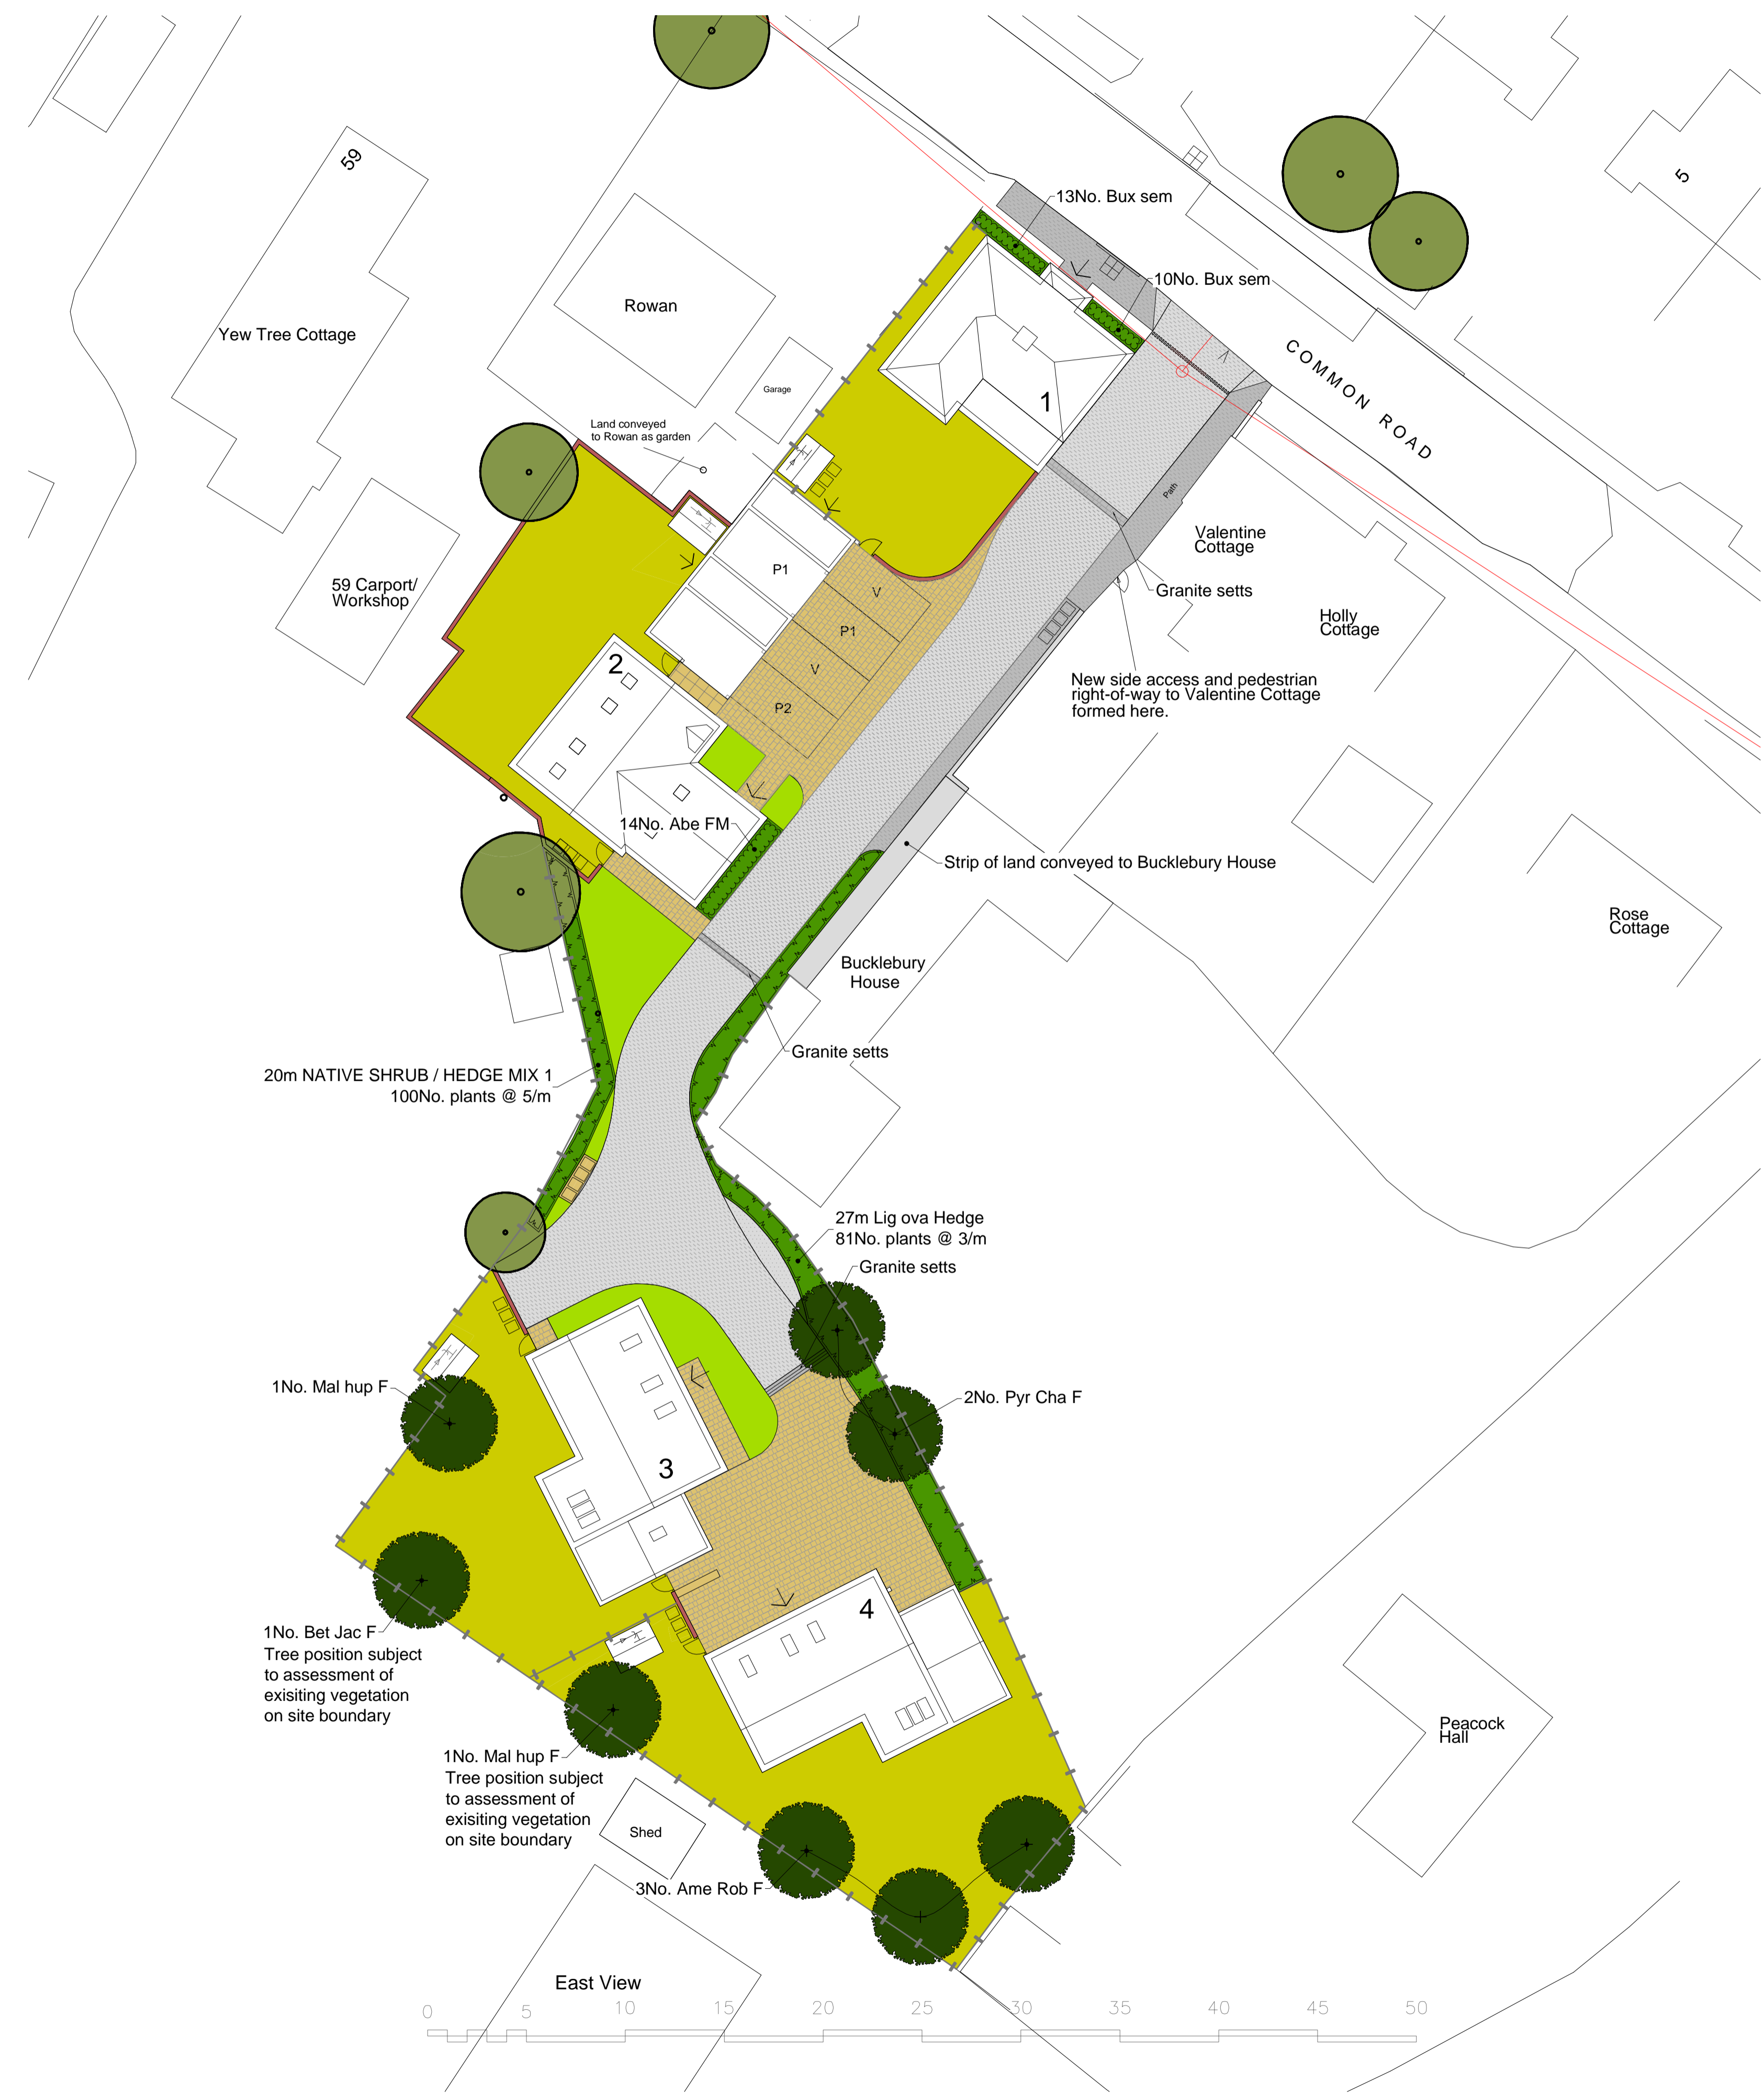 59
5
13No. Bux sem
10No. Bux sem
Rowan
Yew Tree Cottage
Garage
COMMON ROAD
1
Land conveyed
to Rowan as garden
Path
Valentine
Cottage
P1
59 Carport/
Workshop
V
Granite setts
Holly
Cottage
P1
2
V
New side access and pedestrian
right-of-way to Valentine Cottage
formed here.
P2
14No. Abe FM
Strip of land conveyed to Bucklebury House
Rose
Cottage
Bucklebury
House
Granite setts
20m NATIVE SHRUB / HEDGE MIX 1
100No. plants @ 5/m
27m Lig ova Hedge
81No. plants @ 3/m
Granite setts
1No. Mal hup F
2No. Pyr Cha F
3
4
1No. Bet Jac F
Tree position subject
to assessment of
exisiting vegetation
on site boundary
Peacock
Hall
1No. Mal hup F
Tree position subject
to assessment of
exisiting vegetation
on site boundary
Shed
3No. Ame Rob F
East View
0 5 10 15 20 25 30 35 40 45 50